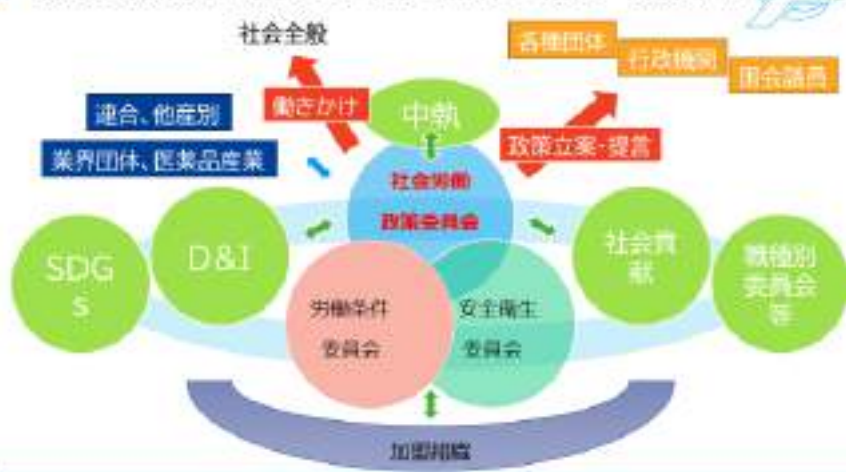 社会全般
各種団体
行政機関
国会議員
連合、他産別
働きかけ
中執
業界団体、医薬品産業
政策立案・提言
社会労働
政策委員会
SDG
s
D&I
社会貢
献
職種別
委員会
等
労働条件
委員会
安全衛生
委員会
加盟組織